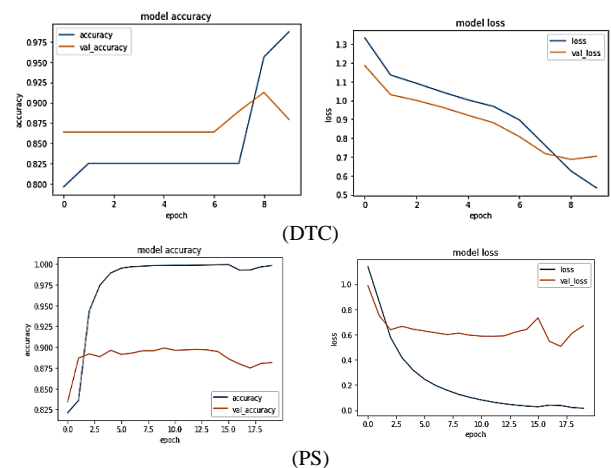 model accuracy
accuracy
val_accuracy
0.975
0.950
0.925
0.900
0.875
0.850
0.825
0.800
accuracy
0 2 4 6 8
epoch
model loss
loss
val_loss
1.3
1.2
1.1
1.0
0.9
0.8
0.7
0.6
0.5
loss
0 2 4 6 8
epoch
(DTC)
model accuracy
1.000
0.975
0.950
0.925
0.900
0.875
0.850
0.825
accuracy
accuracy
val_accuracy
0.0 2.5 5.0 7.5 10.0 12.5 15.0 17.5
epoch
model loss
loss
val_loss
1.0
0.8
0.6
0.4
0.2
0.0
loss
0.0 2.5 5.0 7.5 10.0 12.5 15.0 17.5
epoch
(PS)